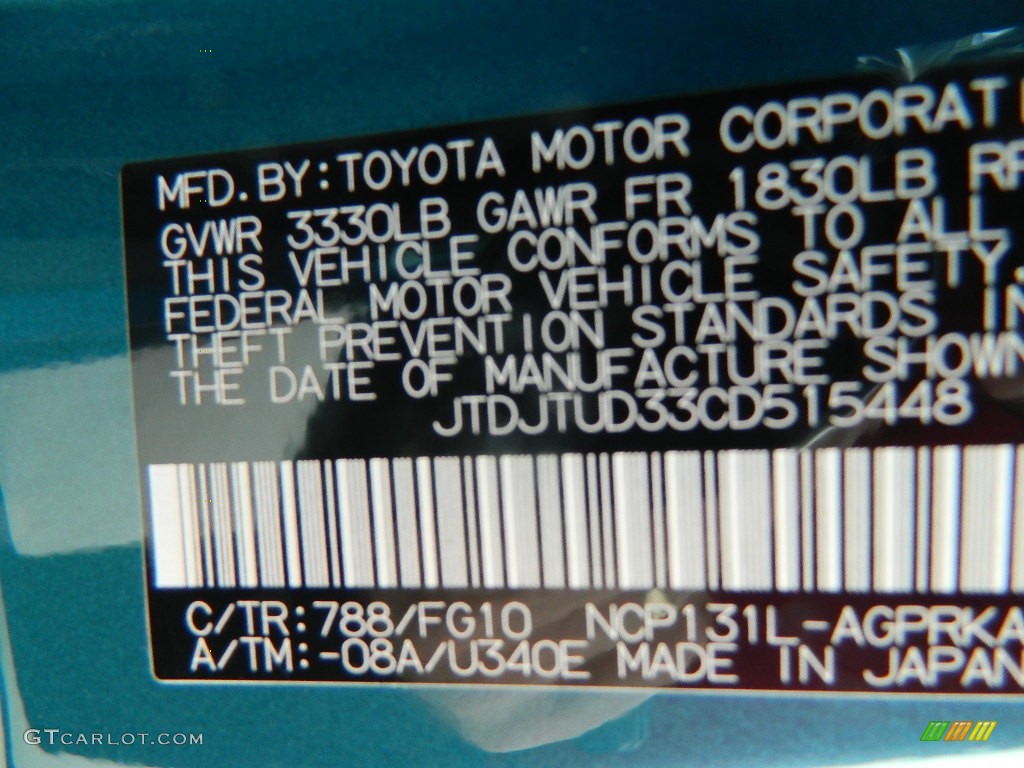 MFD.BY:TOYOTA MOTOR CORPORATI
GVWR 3330LB GAWR FR 1830LB RR
THIS VEHICLE CONFORMS TO ALL
FEDERAL MOTOR VEHICLE SAFETY,
THEFT PREVENTION STANDARDS IN
THE DATE OF MANUFACTURE SHOWN
JTDJTUD33CD515448
C/TR:788/FG10 NCP131L-AGPRKA
A/TM:-08A/U340E MADE IN JAPAN
GTCARLOT.COM